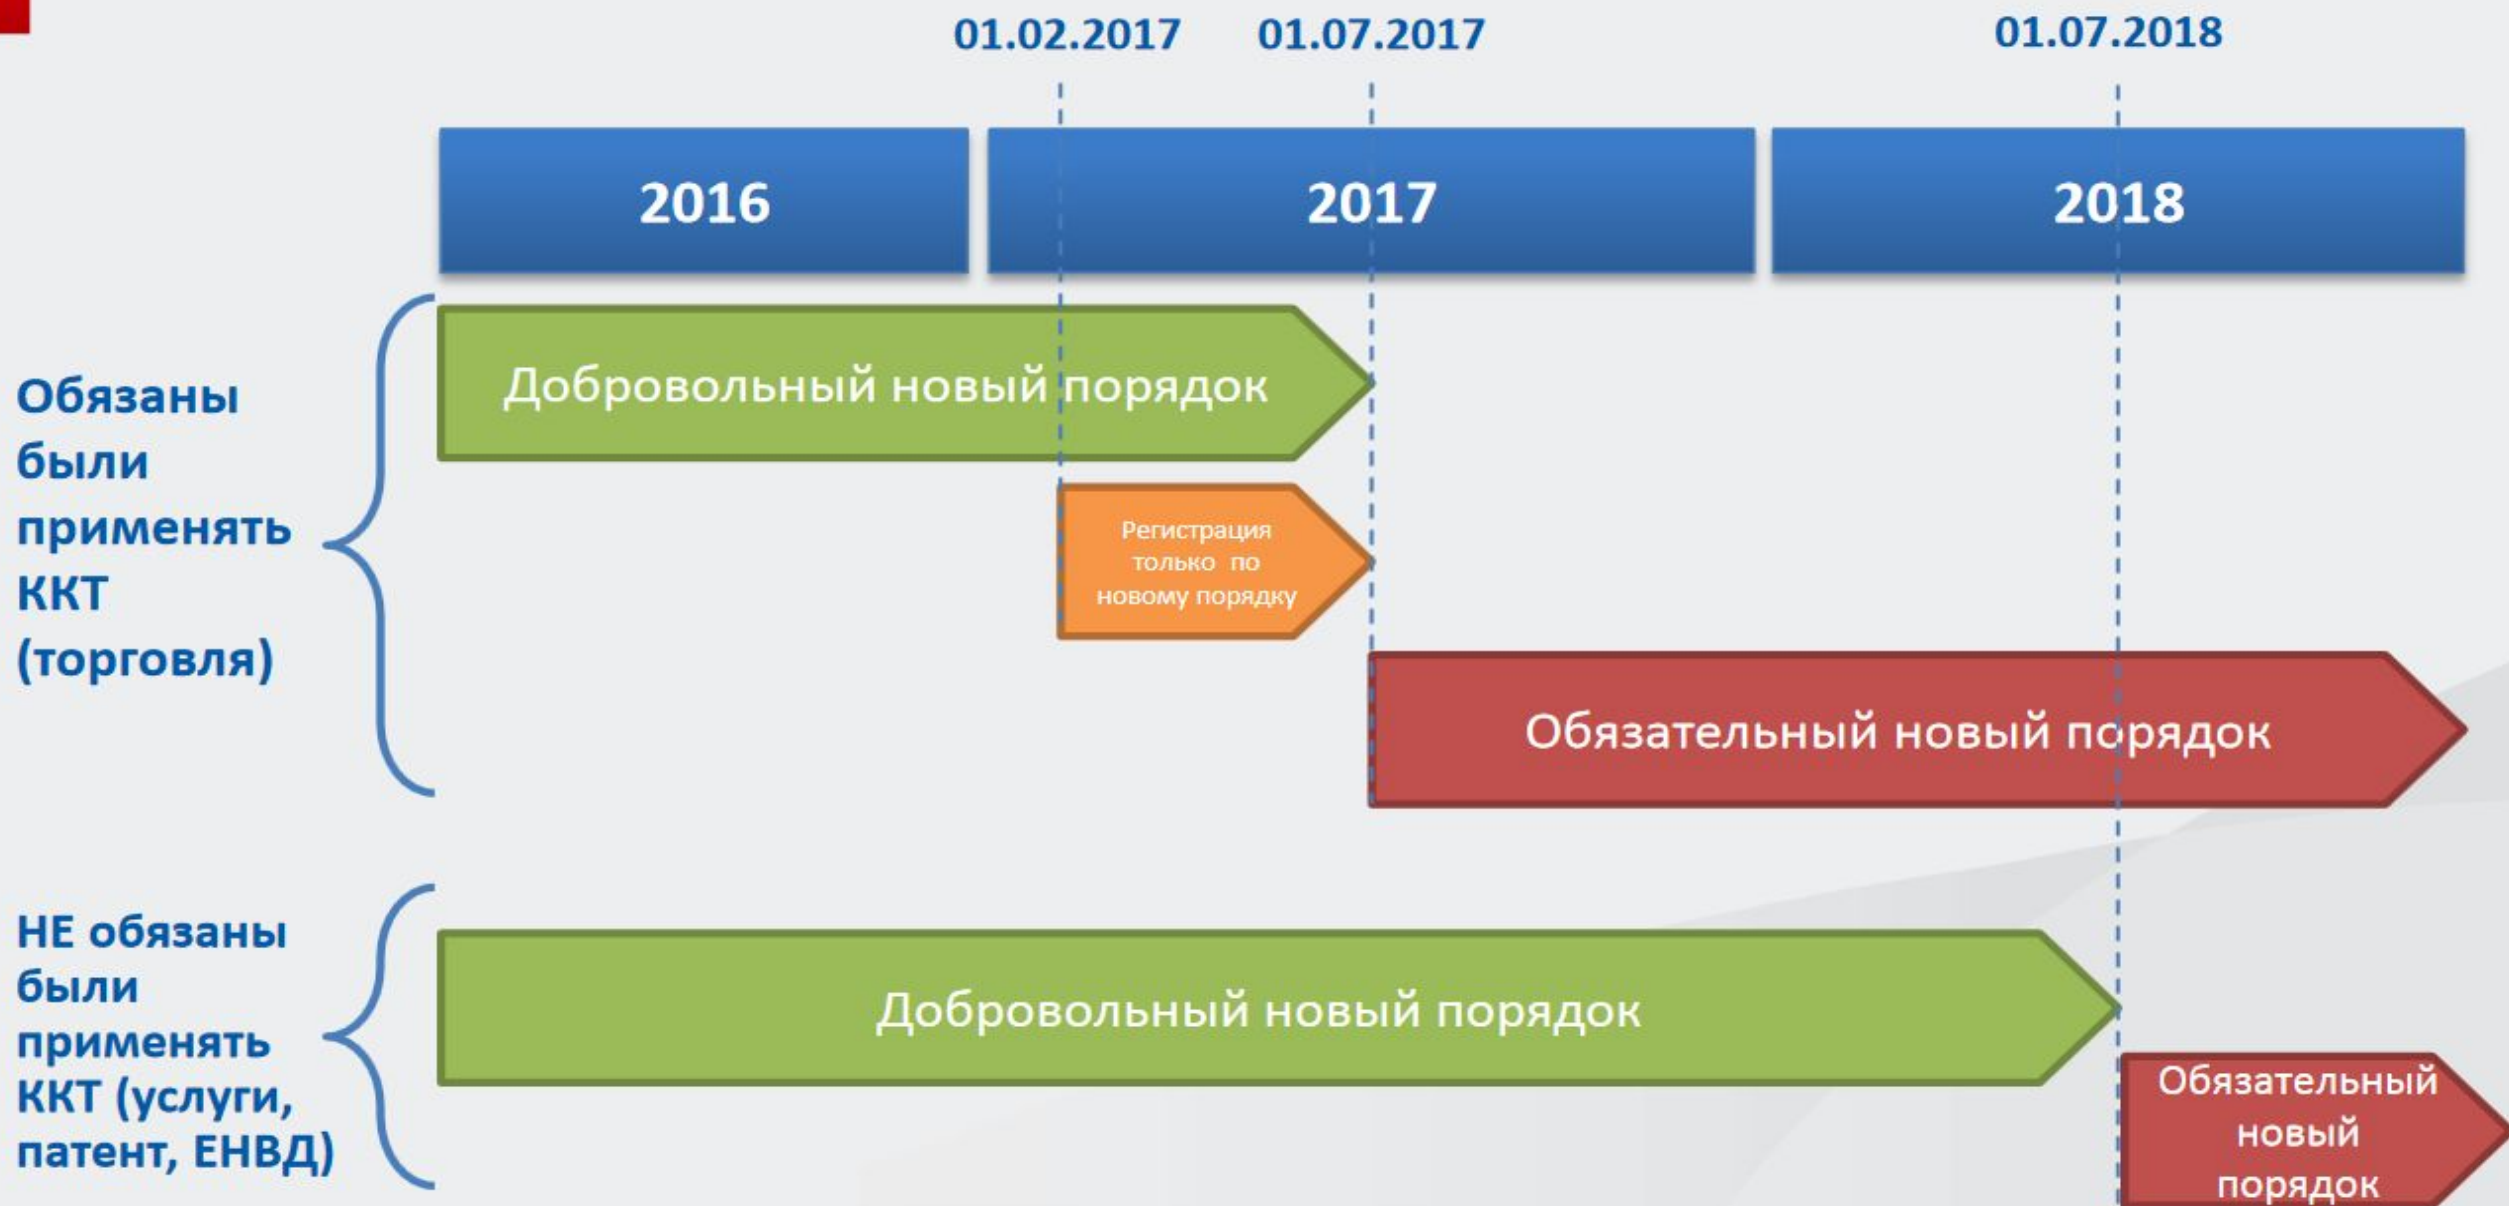 01.02.2017
01.07.2017
01.07.2018
2016
2017
2018
Обязаны
были
применять
ККТ
(торговля)
Добровольный новый порядок
Регистрация
только по
новому порядку
Обязательный новый порядок
НЕ обязаны
были
применять
ККТ (услуги,
патент, ЕНВД)
Добровольный новый порядок
Обязательный
новый
порядок